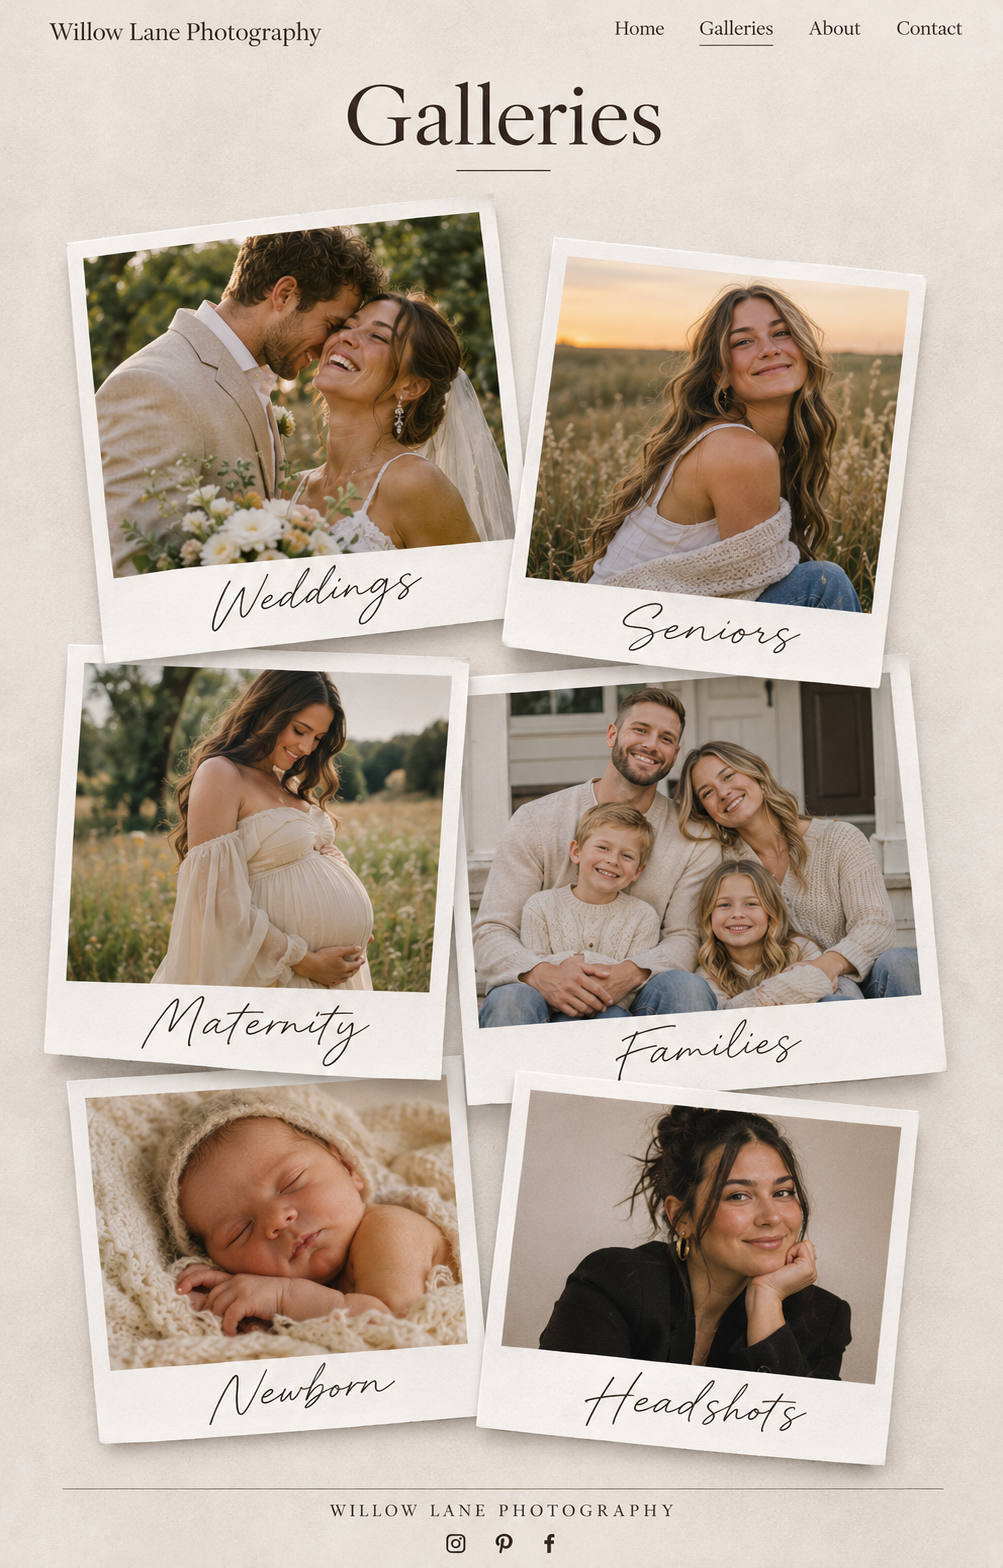 Willow Lane Photography
Home Galleries About Contact
Galleries
Weddings
Seniors
Maternity
Families
Newborn
Headshots
WILLOW LANE PHOTOGRAPHY